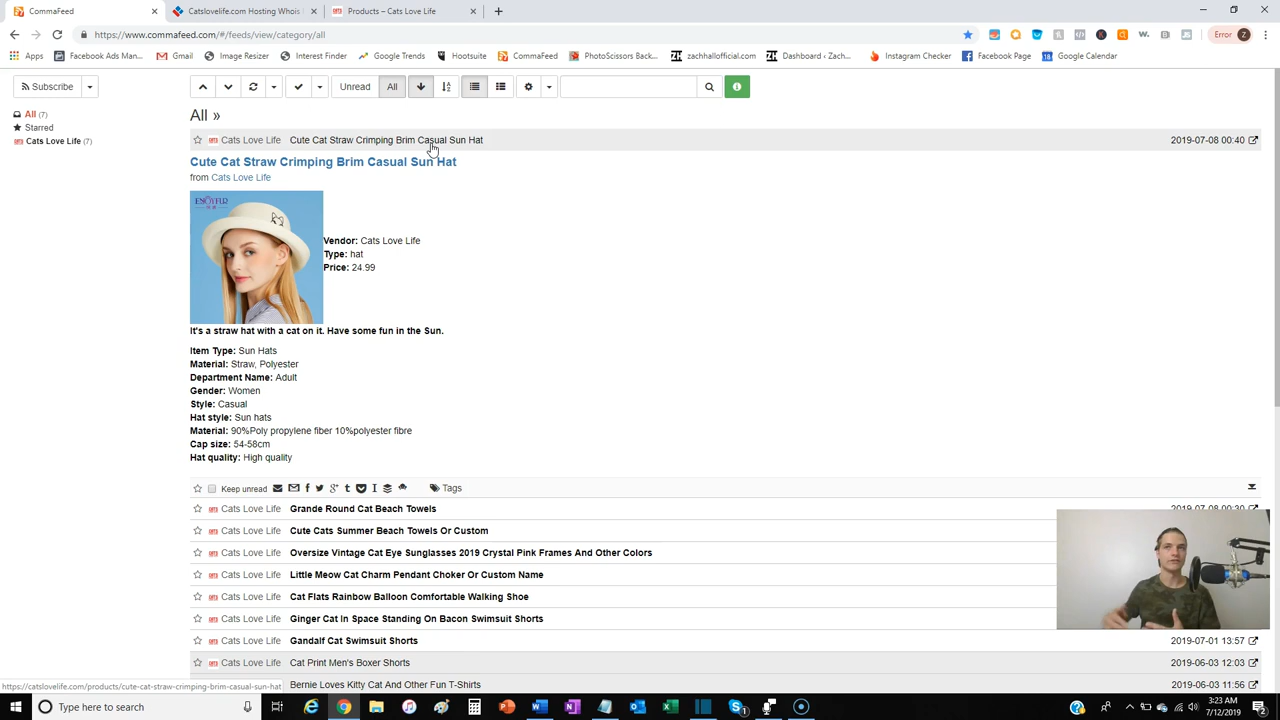 CommaFeed
Catslovelife.com Hosting Whois
Products – Cats Love Life
https://www.commafeed.com/#/feeds/view/category/all
Error
Z
Apps
Facebook Ads Man...
Gmail
Image Resizer
Interest Finder
Google Trends
Hootsuite
CommaFeed
PhotoScissors Back...
zachhallofficial.com
Dashboard ‹ Zach...
Instagram Checker
Facebook Page
Google Calendar
Subscribe
Unread
All
All (7)
Starred
Cats Love Life (7)
All »
Cats Love Life Cute Cat Straw Crimping Brim Casual Sun Hat 2019-07-08 00:40
Cute Cat Straw Crimping Brim Casual Sun Hat
from Cats Love Life
ENJOYFUR
Vendor: Cats Love Life
Type: hat
Price: 24.99
It's a straw hat with a cat on it. Have some fun in the Sun.
Item Type: Sun Hats
Material: Straw, Polyester
Department Name: Adult
Gender: Women
Style: Casual
Hat style: Sun hats
Material: 90%Poly propylene fiber 10%polyester fibre
Cap size: 54-58cm
Hat quality: High quality
Keep unread
Tags
Cats Love Life Grande Round Cat Beach Towels 2019-07-08 00:30
Cats Love Life Cute Cats Summer Beach Towels Or Custom
Cats Love Life Oversize Vintage Cat Eye Sunglasses 2019 Crystal Pink Frames And Other Colors
Cats Love Life Little Meow Cat Charm Pendant Choker Or Custom Name
Cats Love Life Cat Flats Rainbow Balloon Comfortable Walking Shoe
Cats Love Life Ginger Cat In Space Standing On Bacon Swimsuit Shorts
Cats Love Life Gandalf Cat Swimsuit Shorts 2019-07-01 13:57
Cats Love Life Cat Print Men's Boxer Shorts 2019-06-03 12:03
Bernie Loves Kitty Cat And Other Fun T-Shirts 2019-06-03 11:56
https://catslovelife.com/products/cute-cat-straw-crimping-brim-casual-sun-hat
Type here to search
3:23 AM
7/12/2019